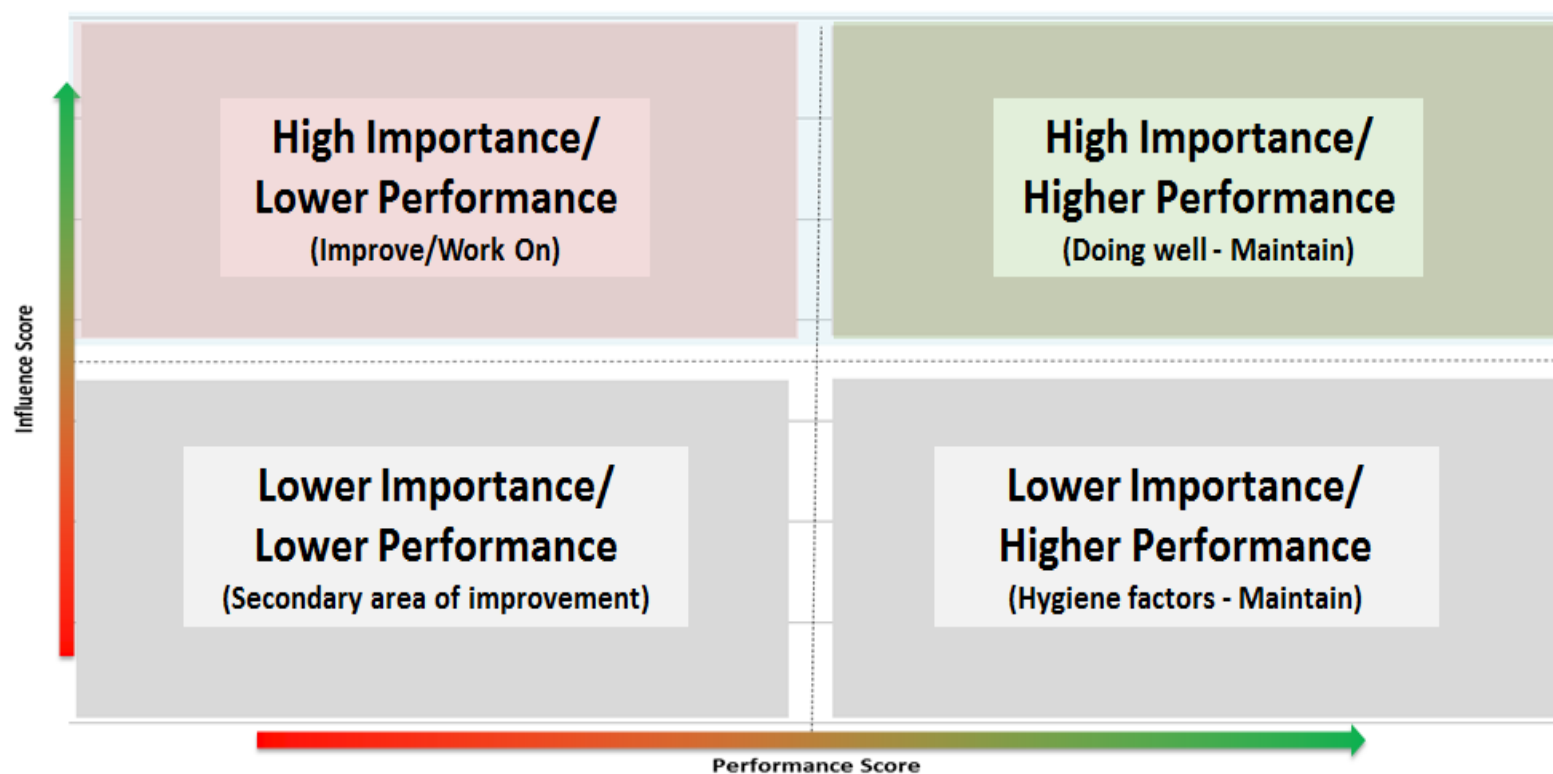 High Importance/
Lower Performance
(Improve/Work On)
High Importance/
Higher Performance
(Doing well - Maintain)
Influence Score
Lower Importance/
Lower Performance
(Secondary area of improvement)
Lower Importance/
Higher Performance
(Hygiene factors - Maintain)
Performance Score